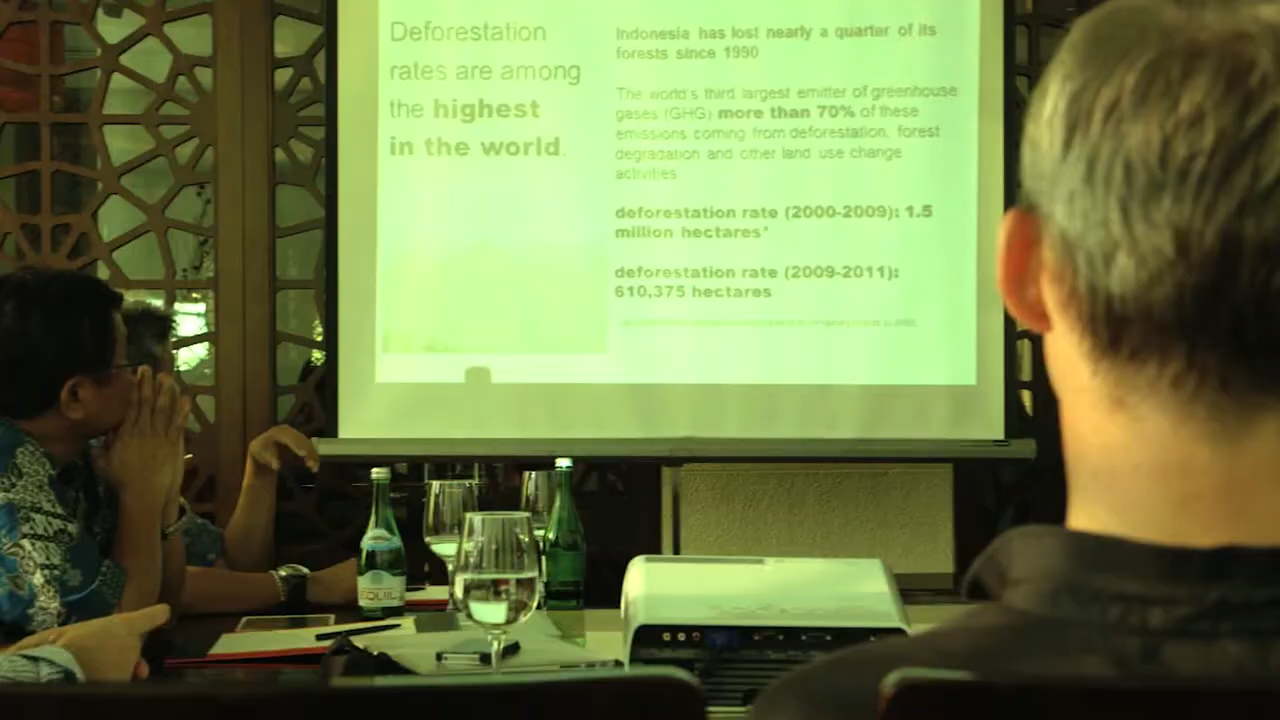 Deforestation
rates are among
the highest
in the world.
Indonesia has lost nearly a quarter of its
forests since 1990
The world's third largest emitter of greenhouse
gases (GHG) more than 70% of these
emissions coming from deforestation, forest
degradation and other land use change
activities
deforestation rate (2000-2009): 1.5
million hectares*
deforestation rate (2009-2011):
610,375 hectares
EQUIL